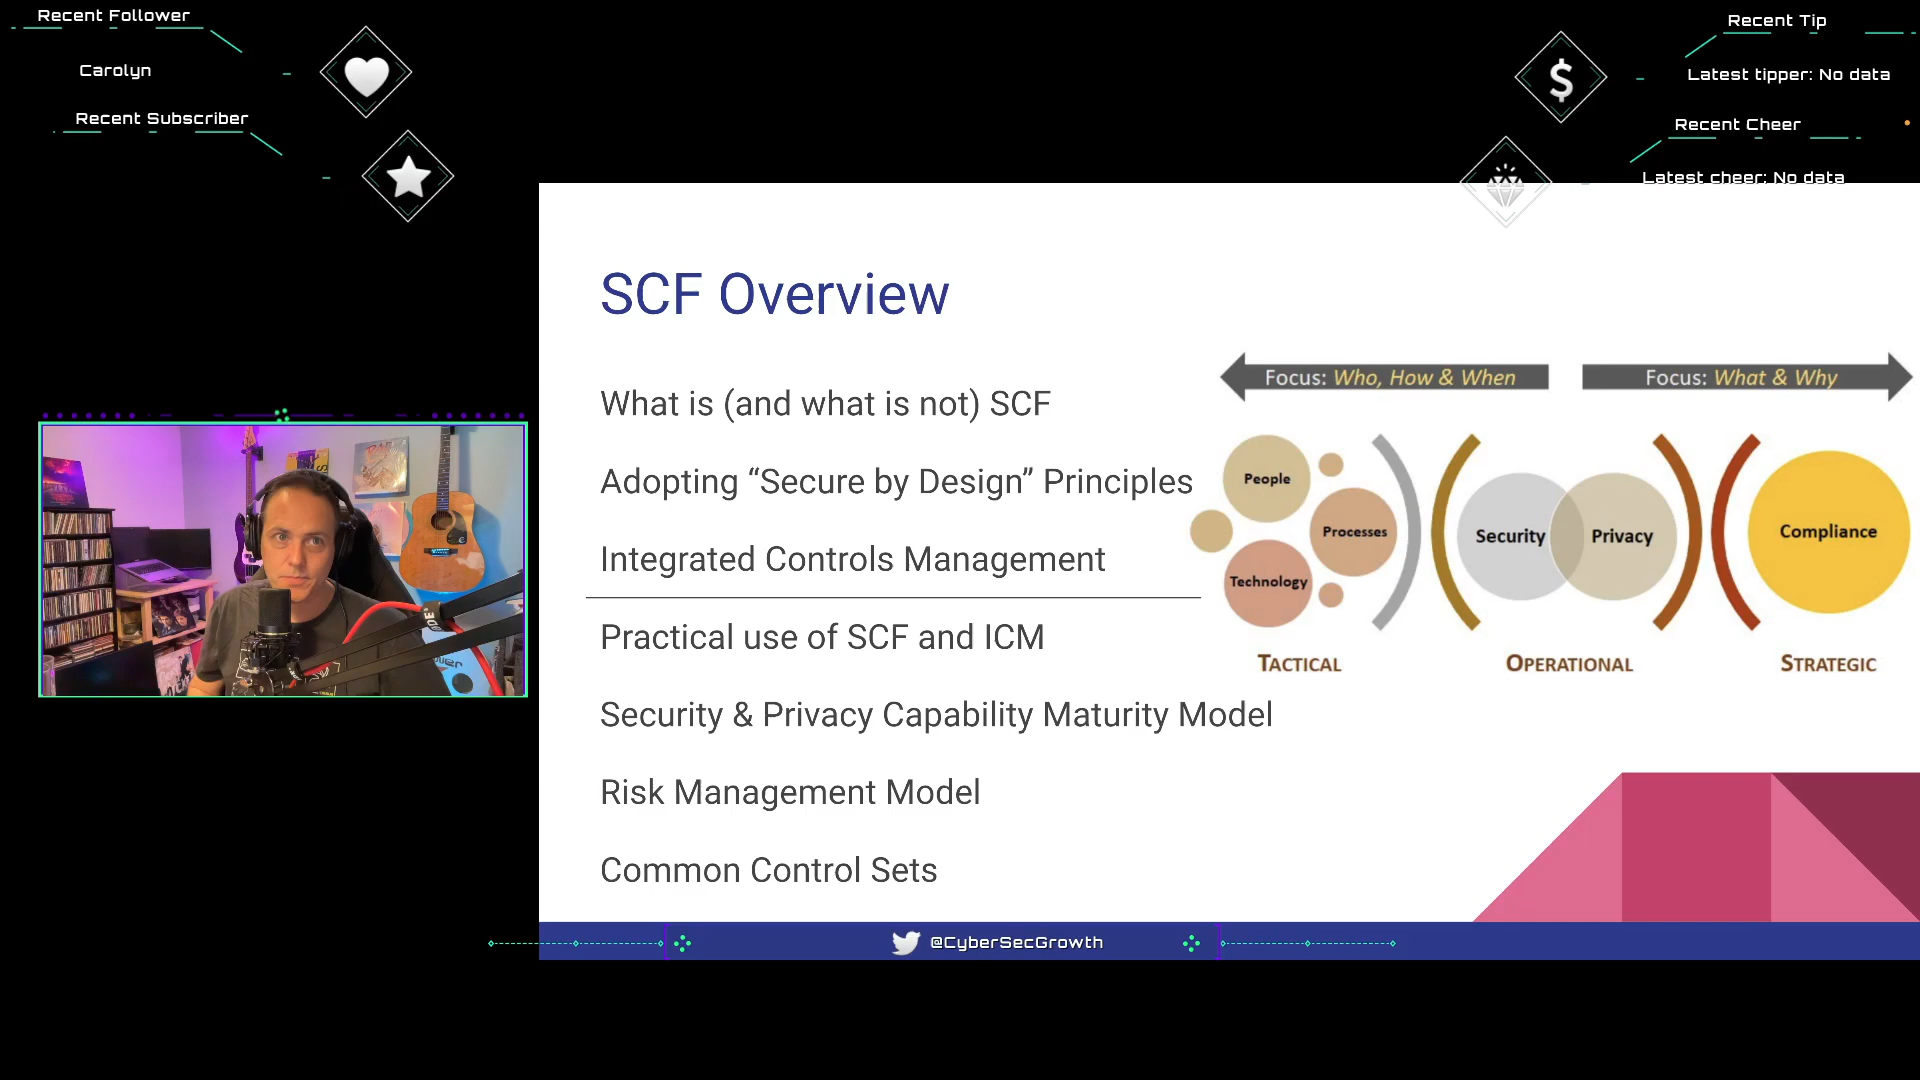 Recent Follower
Carolyn
Recent Subscriber
Recent Tip
Latest tipper: No data
Recent Cheer
Latest cheer: No data
SCF Overview
What is (and what is not) SCF
Adopting “Secure by Design” Principles
Integrated Controls Management
Practical use of SCF and ICM
Security & Privacy Capability Maturity Model
Risk Management Model
Common Control Sets
Focus: Who, How & When
Focus: What & Why
People
Processes
Technology
Security
Privacy
Compliance
TACTICAL
OPERATIONAL
STRATEGIC
@CyberSecGrowth